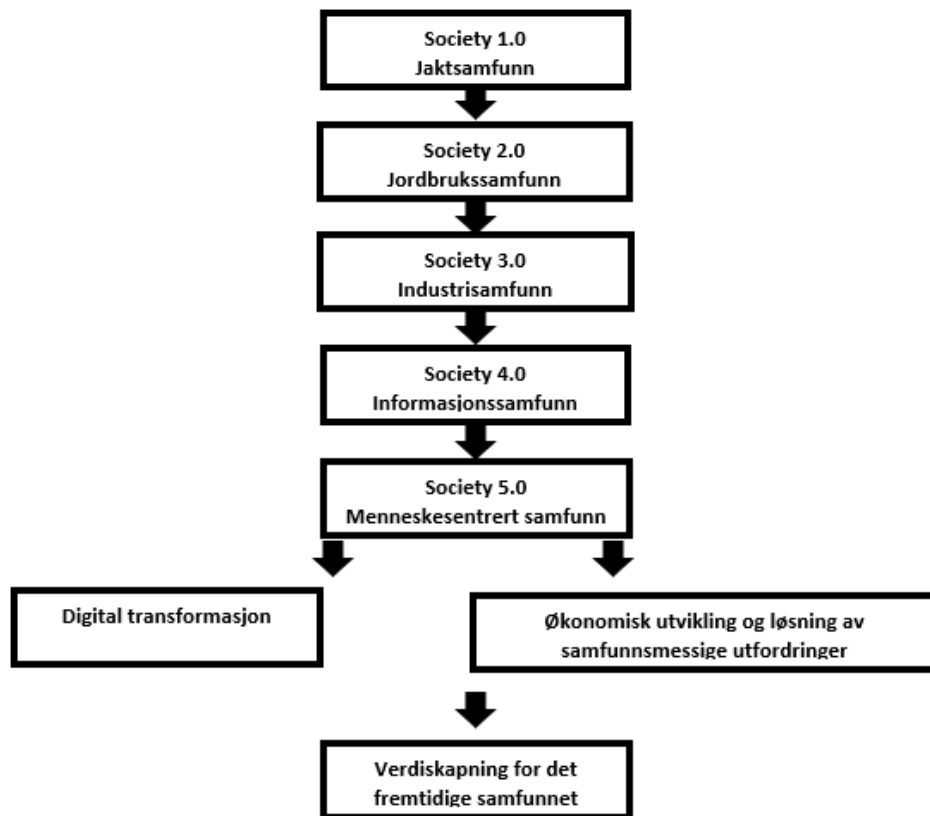 Society 1.0
Jaktsamfunn
Society 2.0
Jordbrukssamfunn
Society 3.0
Industrisamfunn
Society 4.0
Informasjonssamfunn
Society 5.0
Menneskesentrert samfunn
Digital transformasjon
Økonomisk utvikling og løsning av
samfunnsmessige utfordringer
Verdiskapning for det
fremtidige samfunnet